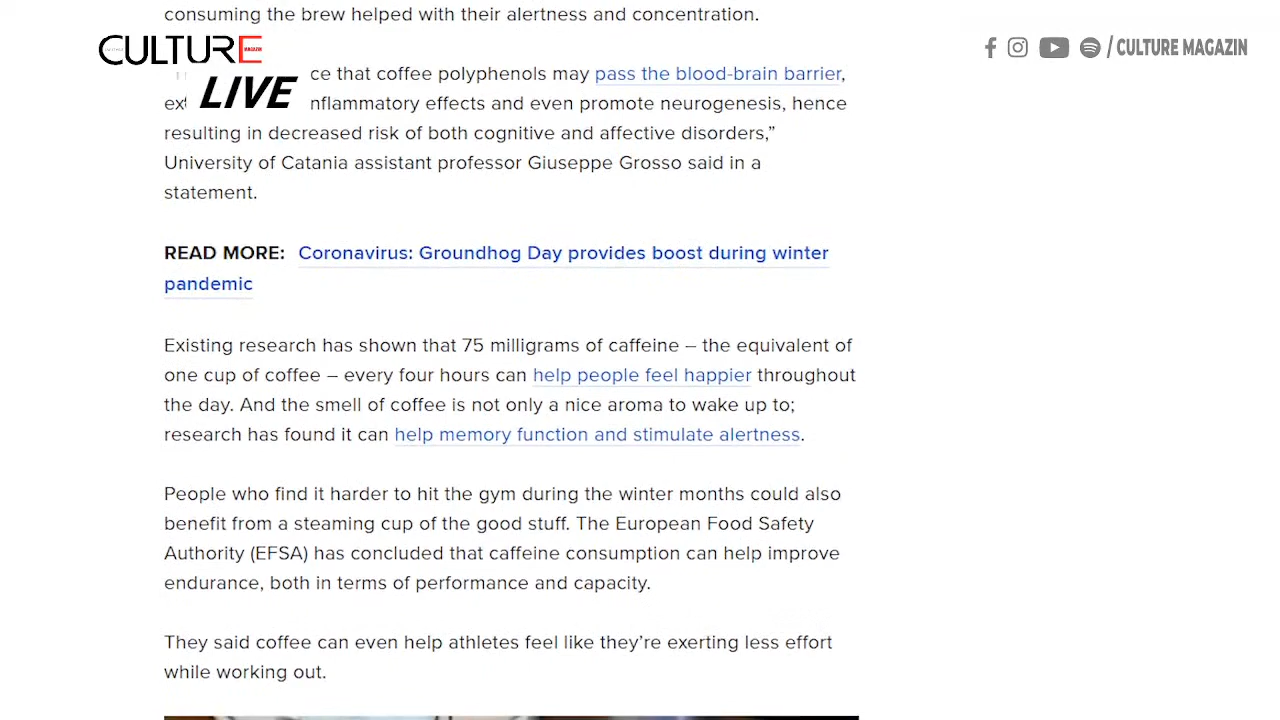 consuming the brew helped with their alertness and concentration.
CULTURE
MAGAZIN
/ CULTURE MAGAZIN
ce that coffee polyphenols may pass the blood-brain barrier,
LIVE
ext nflammatory effects and even promote neurogenesis, hence
resulting in decreased risk of both cognitive and affective disorders,”
University of Catania assistant professor Giuseppe Grosso said in a
statement.
READ MORE: Coronavirus: Groundhog Day provides boost during winter
pandemic
Existing research has shown that 75 milligrams of caffeine – the equivalent of
one cup of coffee – every four hours can help people feel happier throughout
the day. And the smell of coffee is not only a nice aroma to wake up to;
research has found it can help memory function and stimulate alertness.
People who find it harder to hit the gym during the winter months could also
benefit from a steaming cup of the good stuff. The European Food Safety
Authority (EFSA) has concluded that caffeine consumption can help improve
endurance, both in terms of performance and capacity.
They said coffee can even help athletes feel like they’re exerting less effort
while working out.